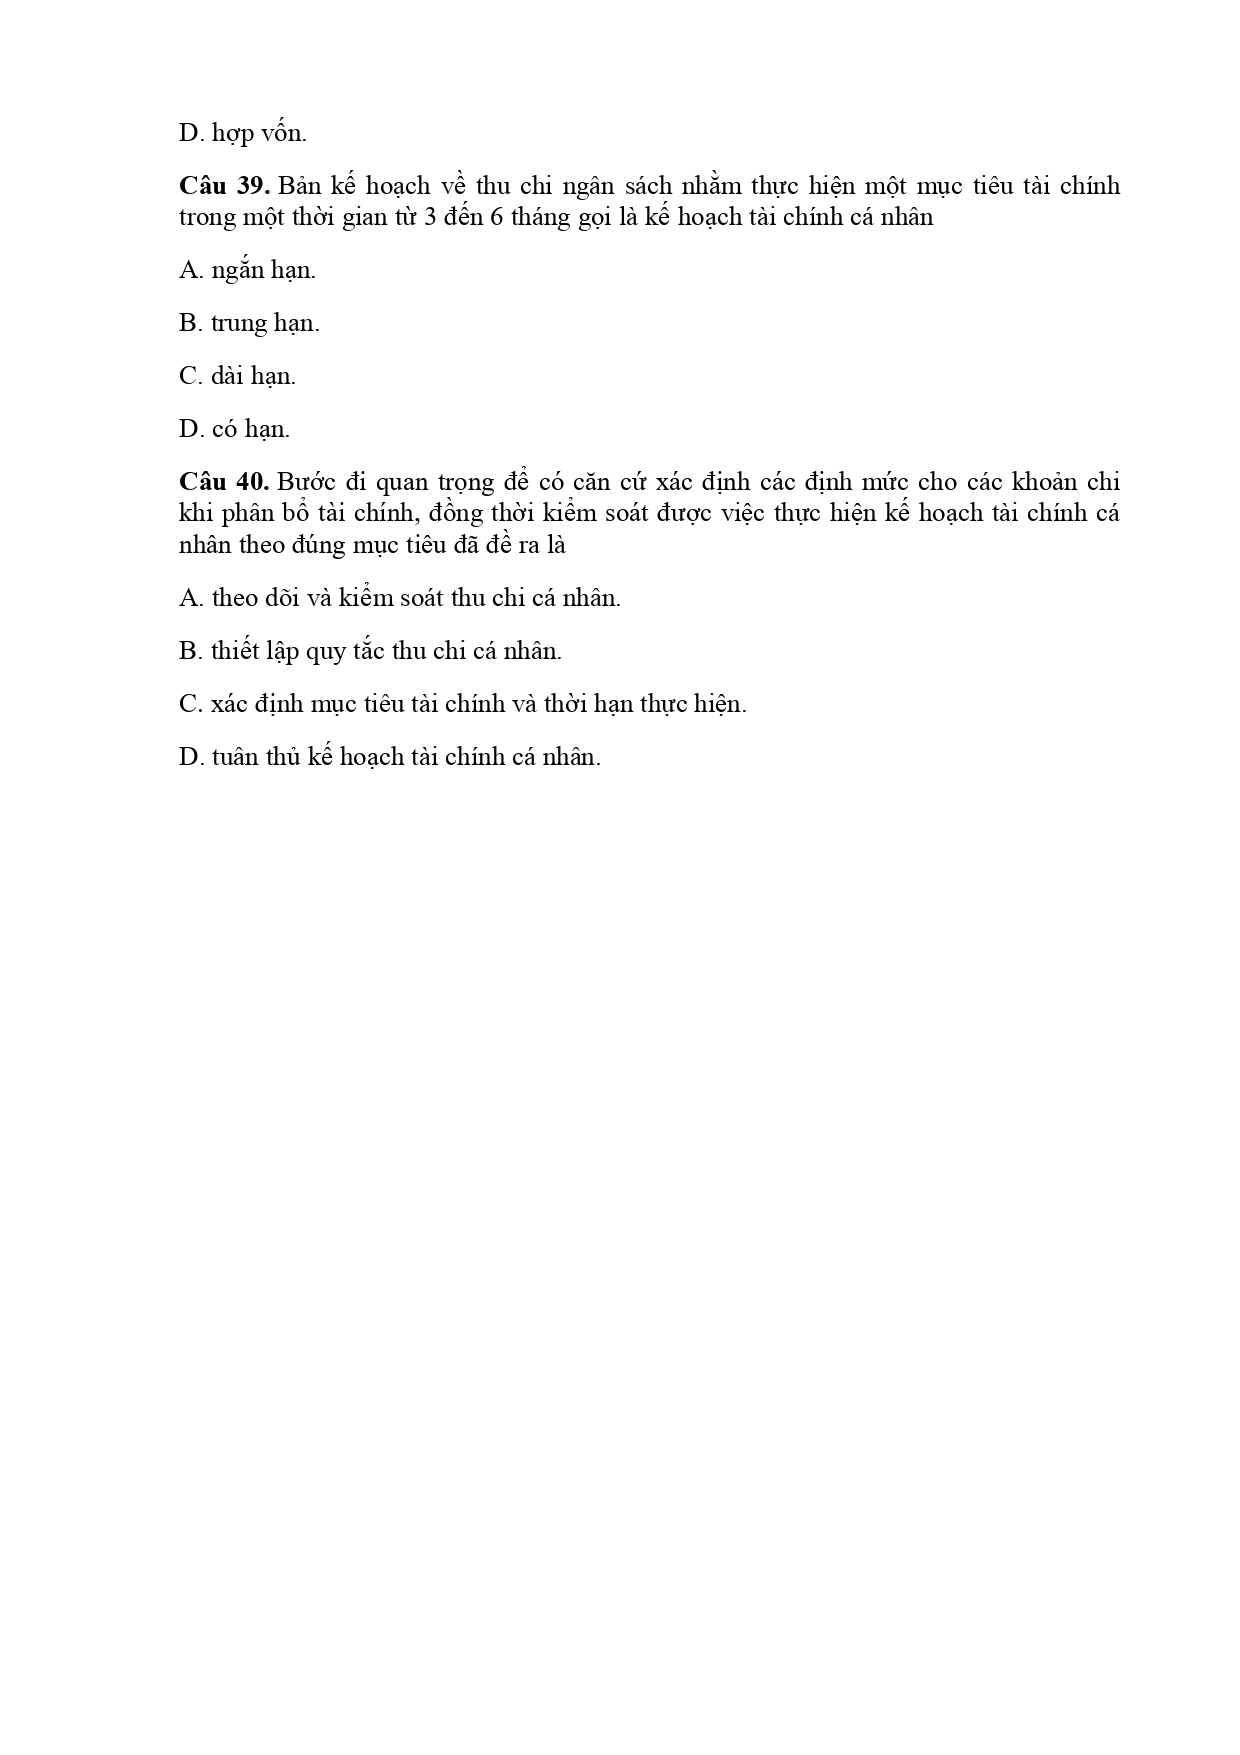 D. hợp vốn.
Câu 39. Bản kế hoạch về thu chi ngân sách nhằm thực hiện một mục tiêu tài chính
trong một thời gian từ 3 đến 6 tháng gọi là kế hoạch tài chính cá nhân
A. ngắn hạn.
B. trung hạn.
C. dài hạn.
D. có hạn.
Câu 40. Bước đi quan trọng để có căn cứ xác định các định mức cho các khoản chi
khi phân bổ tài chính, đồng thời kiểm soát được việc thực hiện kế hoạch tài chính cá
nhân theo đúng mục tiêu đã đề ra là
A. theo dõi và kiểm soát thu chi cá nhân.
B. thiết lập quy tắc thu chi cá nhân.
C. xác định mục tiêu tài chính và thời hạn thực hiện.
D. tuân thủ kế hoạch tài chính cá nhân.